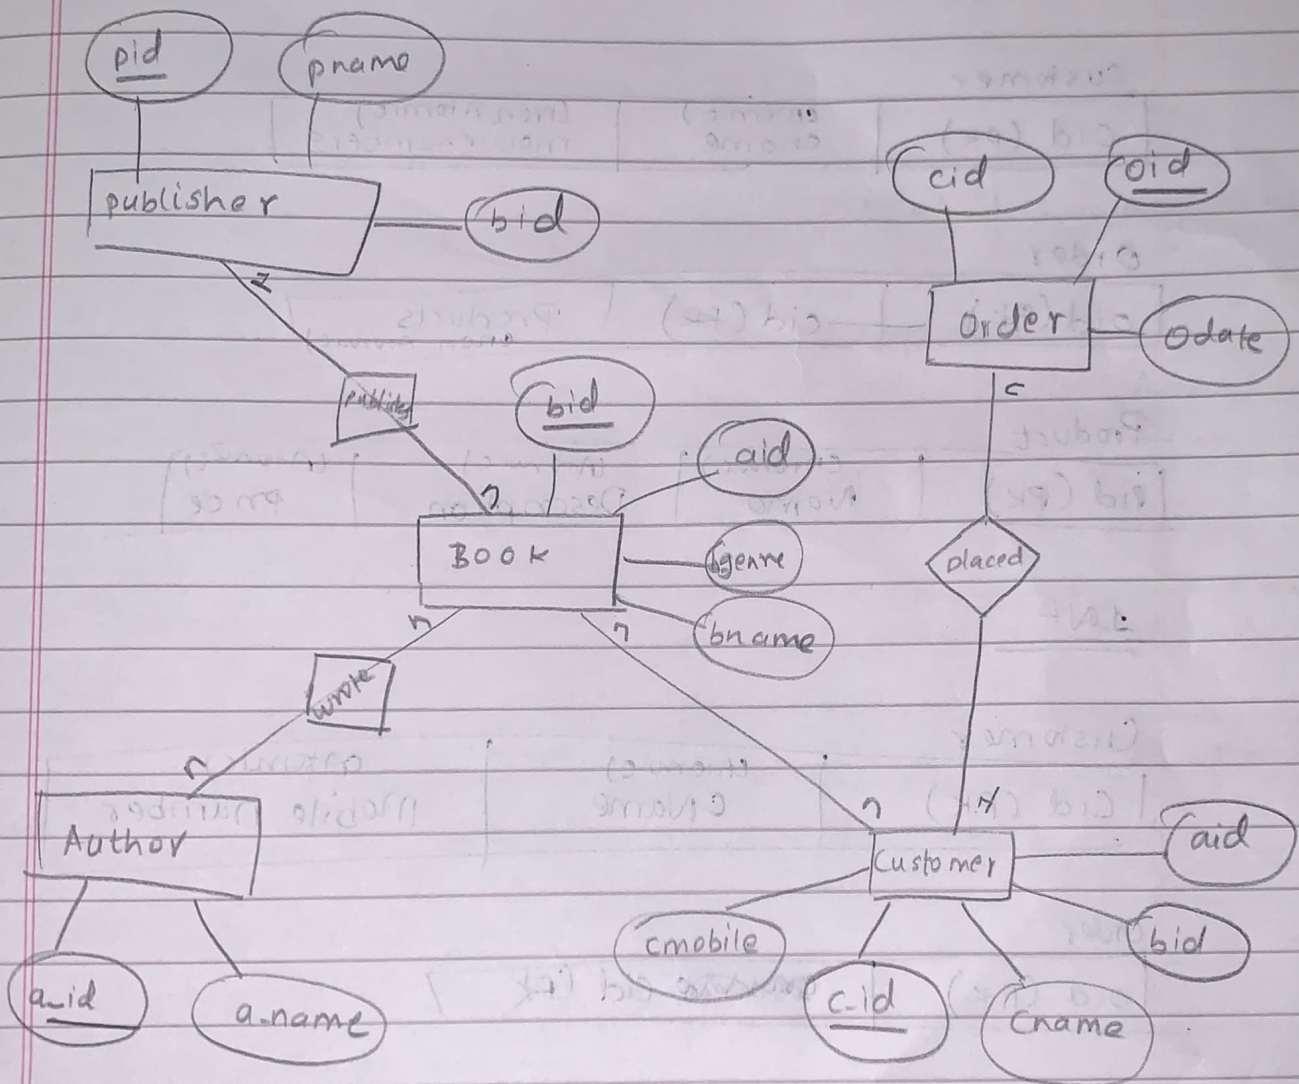 pid
pname
publisher
bid
cid
oid
Order
Odate
bid
aid
BOOK
genre
bname
placed
wrote
Author
a_id
a-name
Customer
aid
bid
cmobile
c_id
Cname